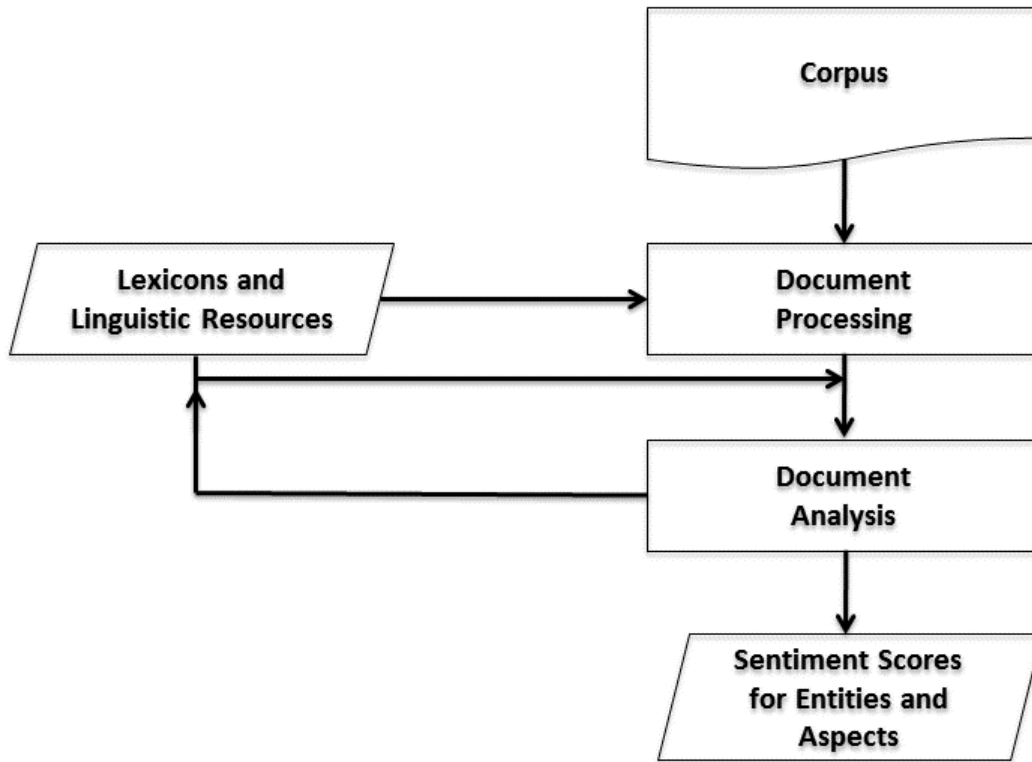 Corpus
Lexicons and
Linguistic Resources
Document
Processing
Document
Analysis
Sentiment Scores
for Entities and
Aspects